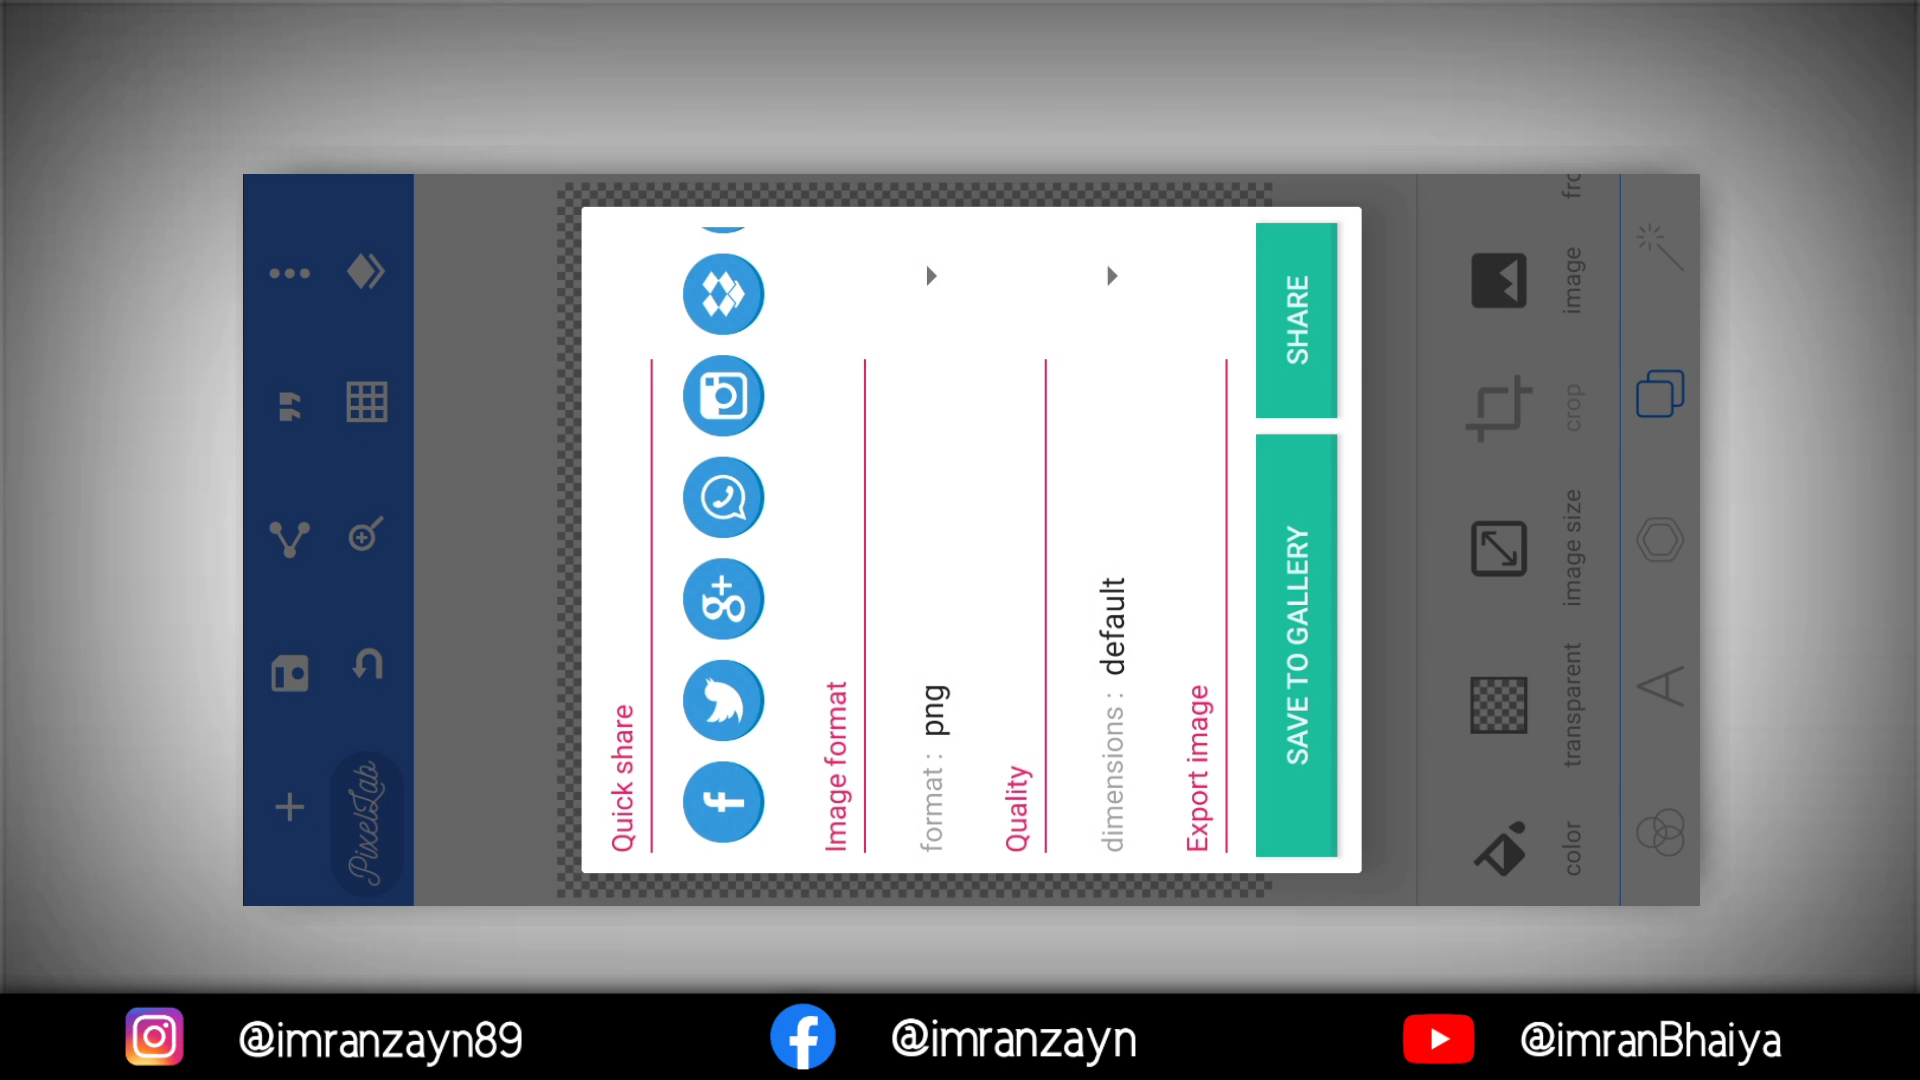 PixelLab
Quick share
Image format
format : png
Quality
dimensions : default
Export image
SAVE TO GALLERY SHARE
color transparent image size crop image fro
@imranzayn89 @imranzayn @imranBhaiya